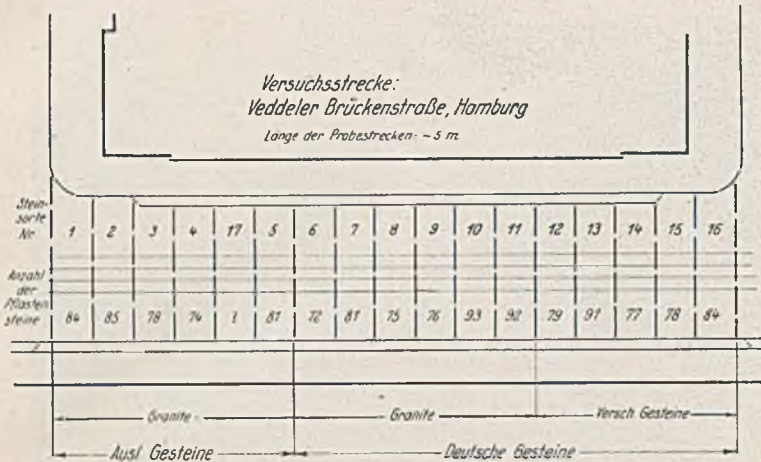 Versuchsstrecke:
Veddeler Brückenstraße, Hamburg
Länge der Probestrecken · ~ 5 m
Stein-
sorte
Nr. 1 2 3 4 17 5 6 7 8 9 10 11 12 13 14 15 16
Anzahl
der
Pflaster
steine 84 85 78 74 81 72 81 75 76 93 92 79 91 77 78 84
Granite Granite Versch Gesteine
Ausl Gesteine Deutsche Gesteine